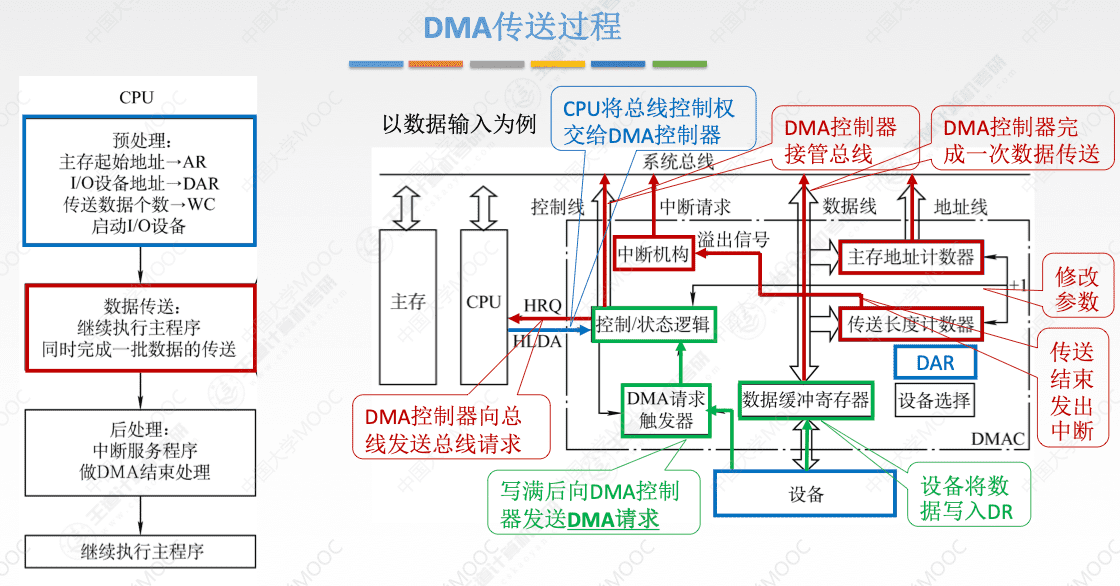 DMA传送过程
CPU
预处理：
主存起始地址→AR
I/O设备地址→DAR
传送数据个数→WC
启动I/O设备
数据传送：
继续执行主程序
同时完成一批数据的传送
后处理：
中断服务程序
做DMA结束处理
继续执行主程序
以数据输入为例
CPU将总线控制权
交给DMA控制器
DMA控制器
接管总线
DMA控制器完
成一次数据传送
系统总线
控制线
中断请求
数据线
地址线
溢出信号
中断机构
主存地址计数器
+1
修改
参数
主存
CPU
HRQ
HLDA
控制/状态逻辑
传送长度计数器
DAR
设备选择
传送
结束
发出
中断
DMA请求
触发器
数据缓冲寄存器
DMAC
DMA控制器向总
线发送总线请求
写满后向DMA控制
器发送DMA请求
设备
设备将数
据写入DR
中国大学MOOC